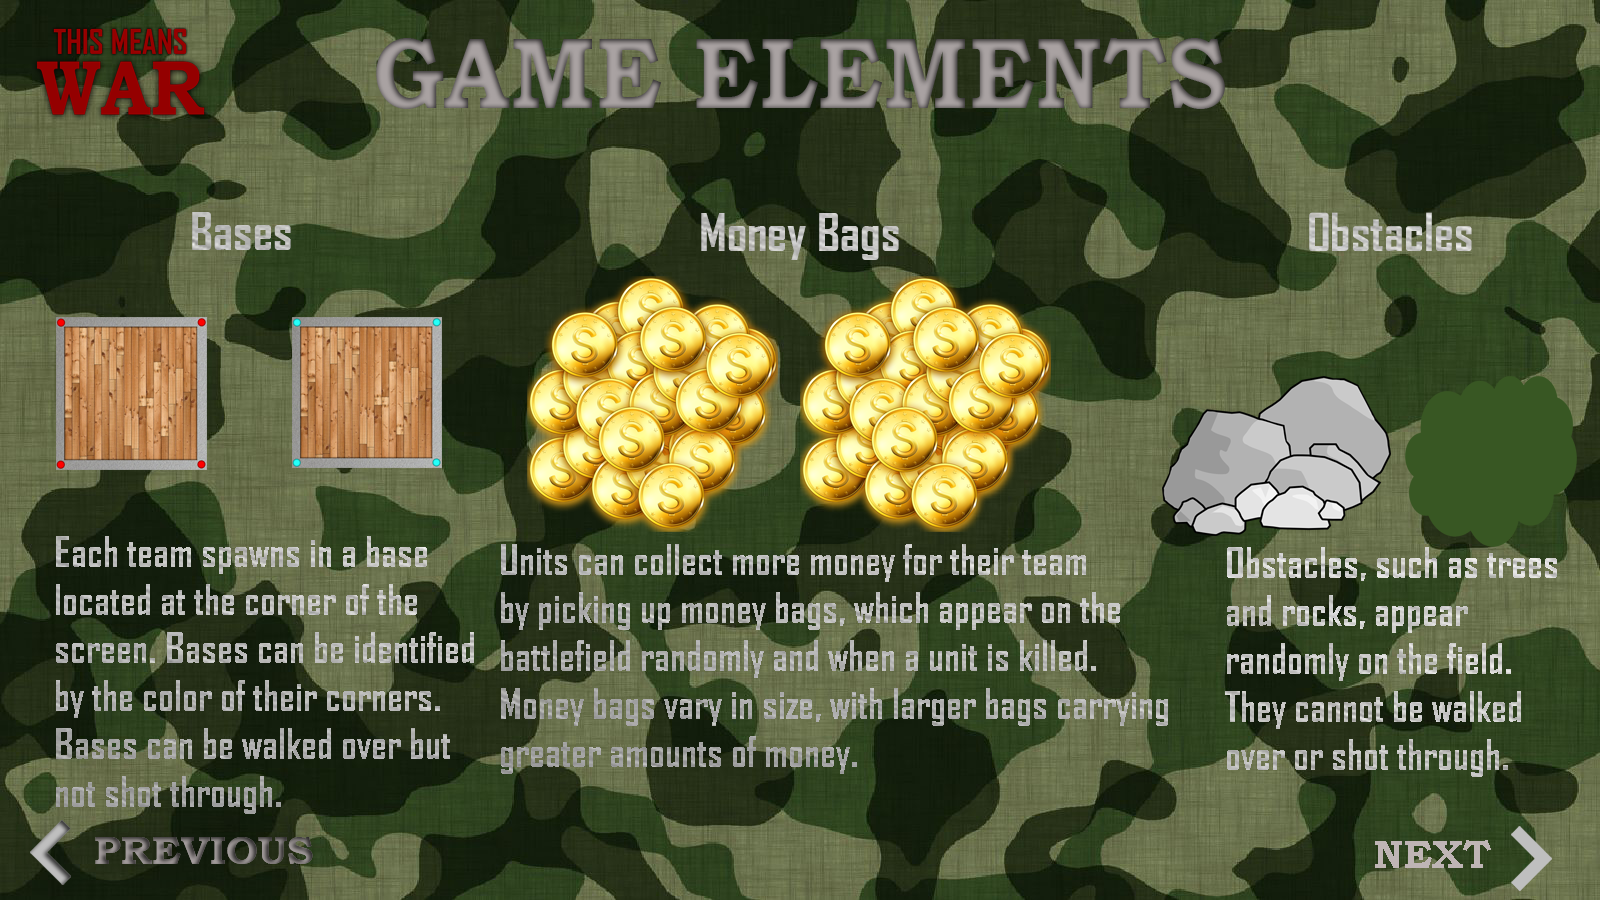 THIS MEANS
WAR
GAME ELEMENTS
Bases
Each team spawns in a base
located at the corner of the
screen. Bases can be identified
by the color of their corners.
Bases can be walked over but
not shot through.
Money Bags
Units can collect more money for their team
by picking up money bags, which appear on the
battlefield randomly and when a unit is killed.
Money bags vary in size, with larger bags carrying
greater amounts of money.
Obstacles
Obstacles, such as trees
and rocks, appear
randomly on the field.
They cannot be walked
over or shot through.
PREVIOUS
NEXT